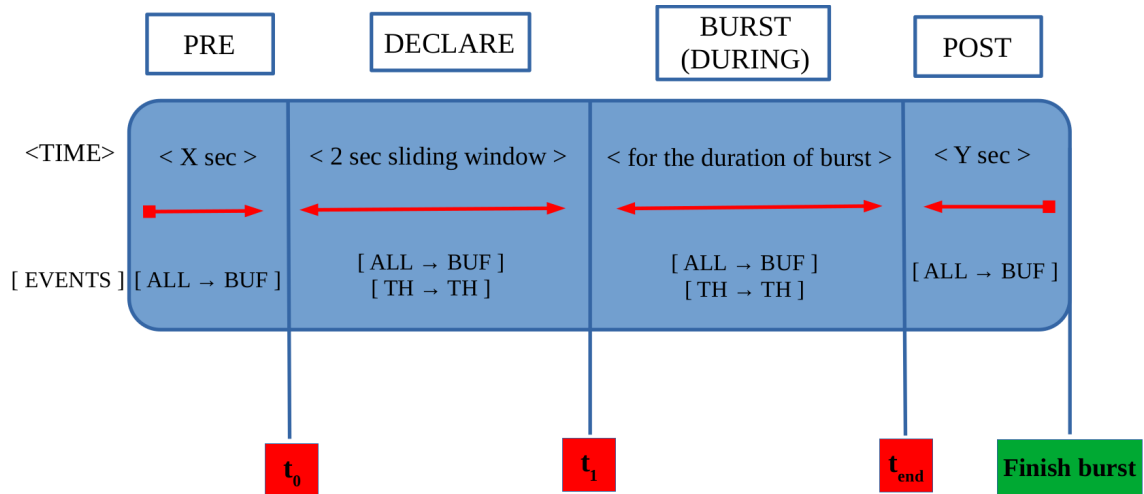 PRE
DECLARE
BURST
(DURING)
POST
<TIME>
< X sec >
< 2 sec sliding window >
< for the duration of burst >
< Y sec >
[ EVENTS ]
[ ALL → BUF ]
[ ALL → BUF ]
[ TH → TH ]
[ ALL → BUF ]
[ TH → TH ]
[ ALL → BUF ]
t0
t1
tend
Finish burst